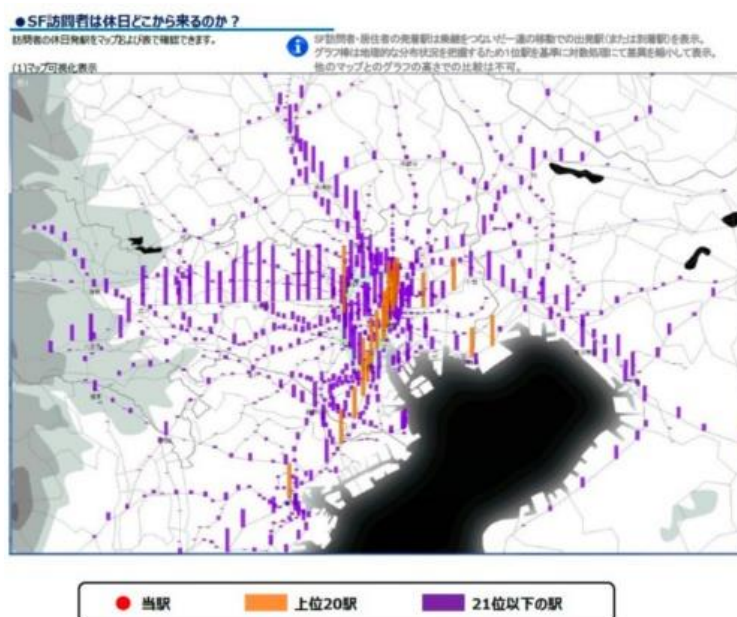 ●SF訪問者は休日どこから来るのか？
訪問者の休日発駅をマップおよび表で確認できます。
SF訪問者・居住者の発着駅は乗継をつないだ一連の移動での出発駅(または到着駅)を表示。
グラフ棒は地理的な分布状況を把握するため1位駅を基準に対数処理にて差異を縮小して表示。
他のマップとのグラフの高さでの比較は不可。
(1)マップ可視化表示
当駅
上位20駅
21位以下の駅